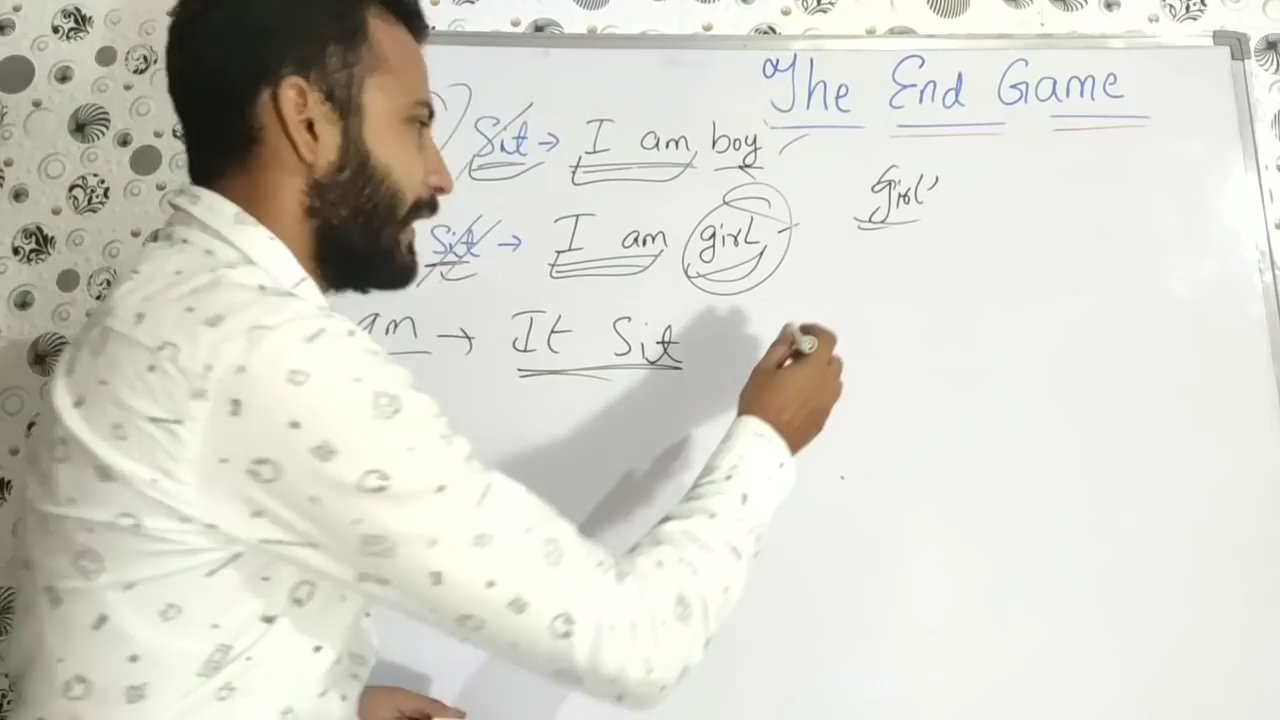 The End Game
Sit → I am boy
girl
Sit → I am girl
am → It Sit